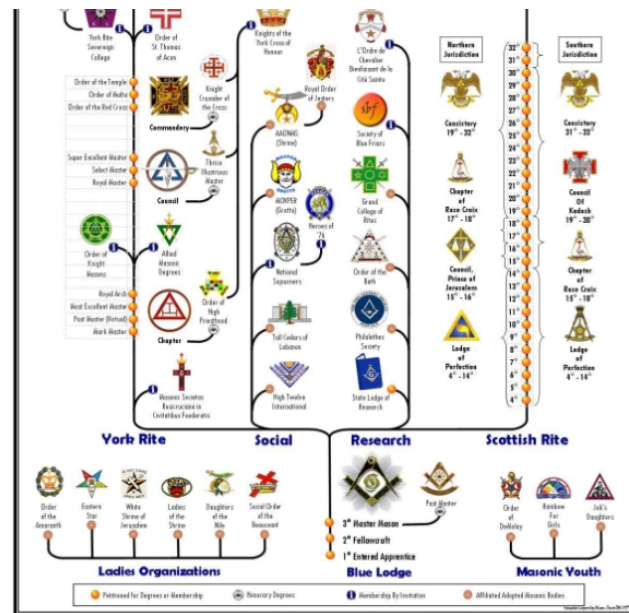 York Rite
Sovereign
College
Order of
St. Thomas
of Acon
Knights of the
York Cross of
Honour
L'Ordre de
Chevalier
Bienfaisant de la
Cité Sainte
Northern
Jurisdiction
32°
31°
30°
29°
28°
27°
26°
25°
24°
23°
22°
21°
20°
19°
18°
17°
16°
15°
14°
13°
12°
11°
10°
9°
8°
7°
6°
5°
4°
Southern
Jurisdiction
Order of the Temple
Order of Malta
Order of the Red Cross
Commandery
Knight
Crusader of
the Cross
Royal Order
of Jesters
AAONMS
(Shrine)
sbf
Society of
Blue Friars
Consistory
19° - 32°
Consistory
31° - 32°
Super Excellent Master
Select Master
Royal Master
Council
Thrice
Illustrious
Master
MOVPER
(Grotto)
Heroes of
'76
Grand
College of
Rites
Chapter
of
Rose Croix
17° - 18°
Council
Of
Kadosh
19° - 30°
Order of
Knight
Masons
Allied
Masonic
Degrees
National
Sojourners
Order of the
Bath
Council,
Prince of
Jerusalem
15° - 16°
Chapter
of
Rose Croix
15° - 18°
Royal Arch
Most Excellent Master
Past Master (Virtual)
Mark Master
Chapter
Order of
High
Priesthood
Tall Cedars of
Lebanon
Philalethes
Society
Lodge
of
Perfection
4° - 14°
Lodge
of
Perfection
4° - 14°
Masonic Societas
Rosicruciana in
Civitatibus Foederatis
High Twelve
International
State Lodge of
Research
York Rite
Social
Research
Scottish Rite
Order
of the
Amaranth
Eastern
Star
White
Shrine of
Jerusalem
Ladies
of the
Shrine
Daughters
of the
Nile
Social Order
of the
Beauceant
Past Master
3° Master Mason
2° Fellowcraft
1° Entered Apprentice
Order
of
DeMolay
Rainbow
For
Girls
Job's
Daughters
Ladies Organizations
Blue Lodge
Masonic Youth
Petitioned for Degrees or Membership
Honorary Degrees
Membership By Invitation
Affiliated Adopted Masonic Bodies